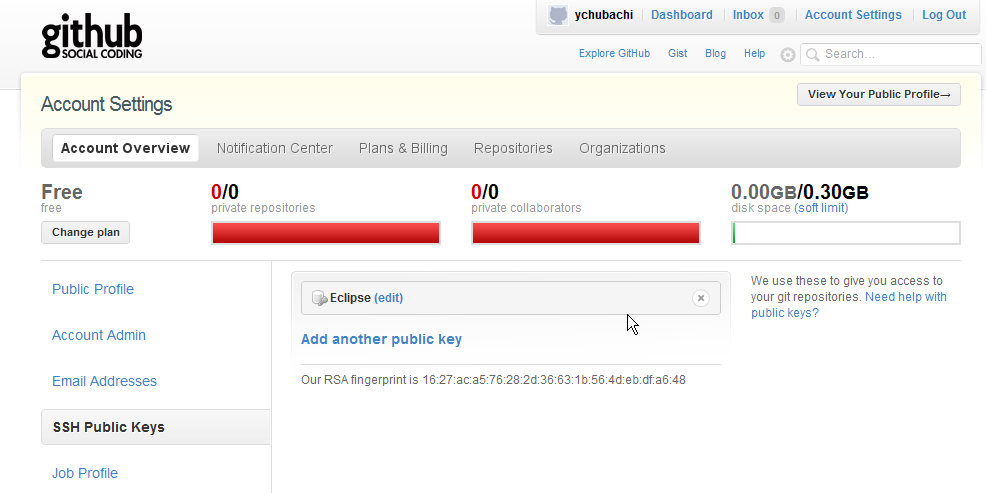 github
SOCIAL CODING
ychubachi Dashboard Inbox 0 Account Settings Log Out
Explore GitHub Gist Blog Help Search...
Account Settings
View Your Public Profile→
Account Overview Notification Center Plans & Billing Repositories Organizations
Free 0/0 0/0 0.00GB/0.30GB
free private repositories private collaborators disk space (soft limit)
Change plan
Public Profile
Account Admin
Email Addresses
SSH Public Keys
Job Profile
Eclipse (edit)
Add another public key
Our RSA fingerprint is 16:27:ac:a5:76:28:2d:36:63:1b:56:4d:eb:df:a6:48
We use these to give you access to
your git repositories. Need help with
public keys?